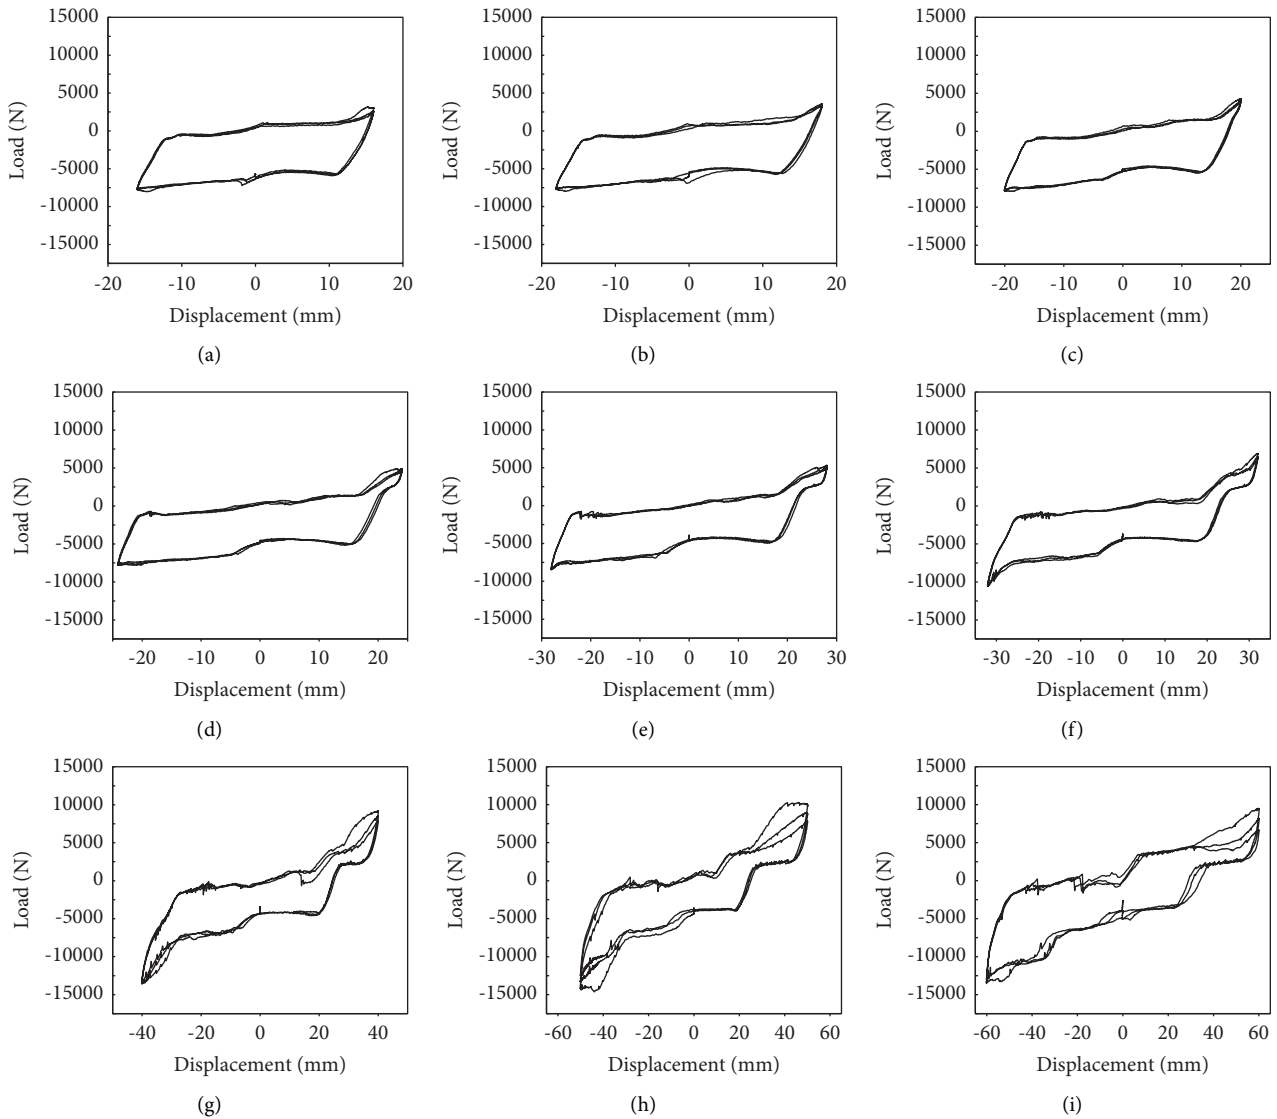 15000 15000 15000
10000 10000 10000
5000 5000 5000
0 0 0
-5000 -5000 -5000
-10000 -10000 -10000
-15000 -15000 -15000
Load (N) Load (N) Load (N)
-20 -10 0 10 20 -10 0 10 -20 -10 0 10 20
Displacement (mm) Displacement (mm) Displacement (mm)
(a) (b) (c)
15000 15000 15000
10000 10000 10000
5000 5000 5000
0 0 0
-5000 -5000 -5000
-10000 -10000 -10000
-15000 -15000 -15000
Load (N) Load (N) Load (N)
-20 -10 0 10 20 -30 -20 -10 0 10 20 30 -30 -20 -10 0 10 20 30
Displacement (mm) Displacement (mm) Displacement (mm)
(d) (e) (f)
15000 15000 15000
10000 10000 10000
5000 5000 5000
0 0 0
-5000 -5000 -5000
-10000 -10000 -10000
-15000 -15000 -15000
Load (N) Load (N) Load (N)
-40 -20 0 20 40 -60 -40 -20 0 20 40 60 -60 -40 -20 0 20 40 60
Displacement (mm) Displacement (mm) Displacement (mm)
(g) (h) (i)